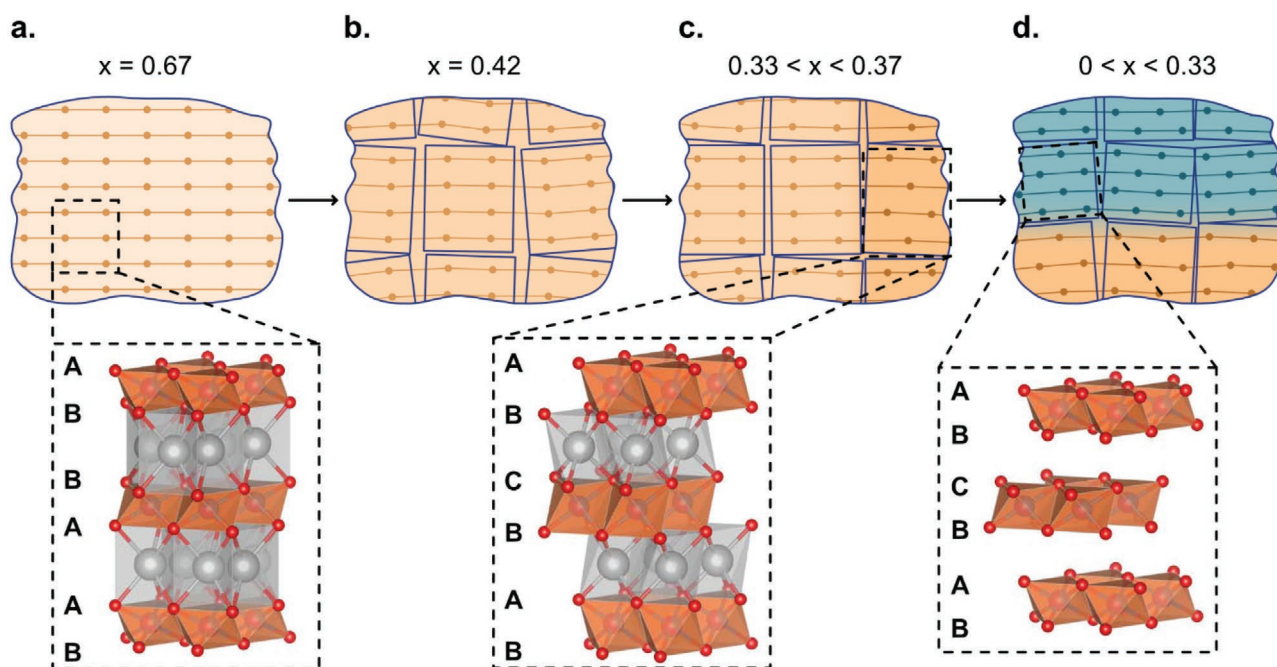 a.
b.
c.
d.
x = 0.67
x = 0.42
0.33 < x < 0.37
0 < x < 0.33
A
B
B
A
A
B
A
B
C
B
A
B
A
B
C
B
A
B